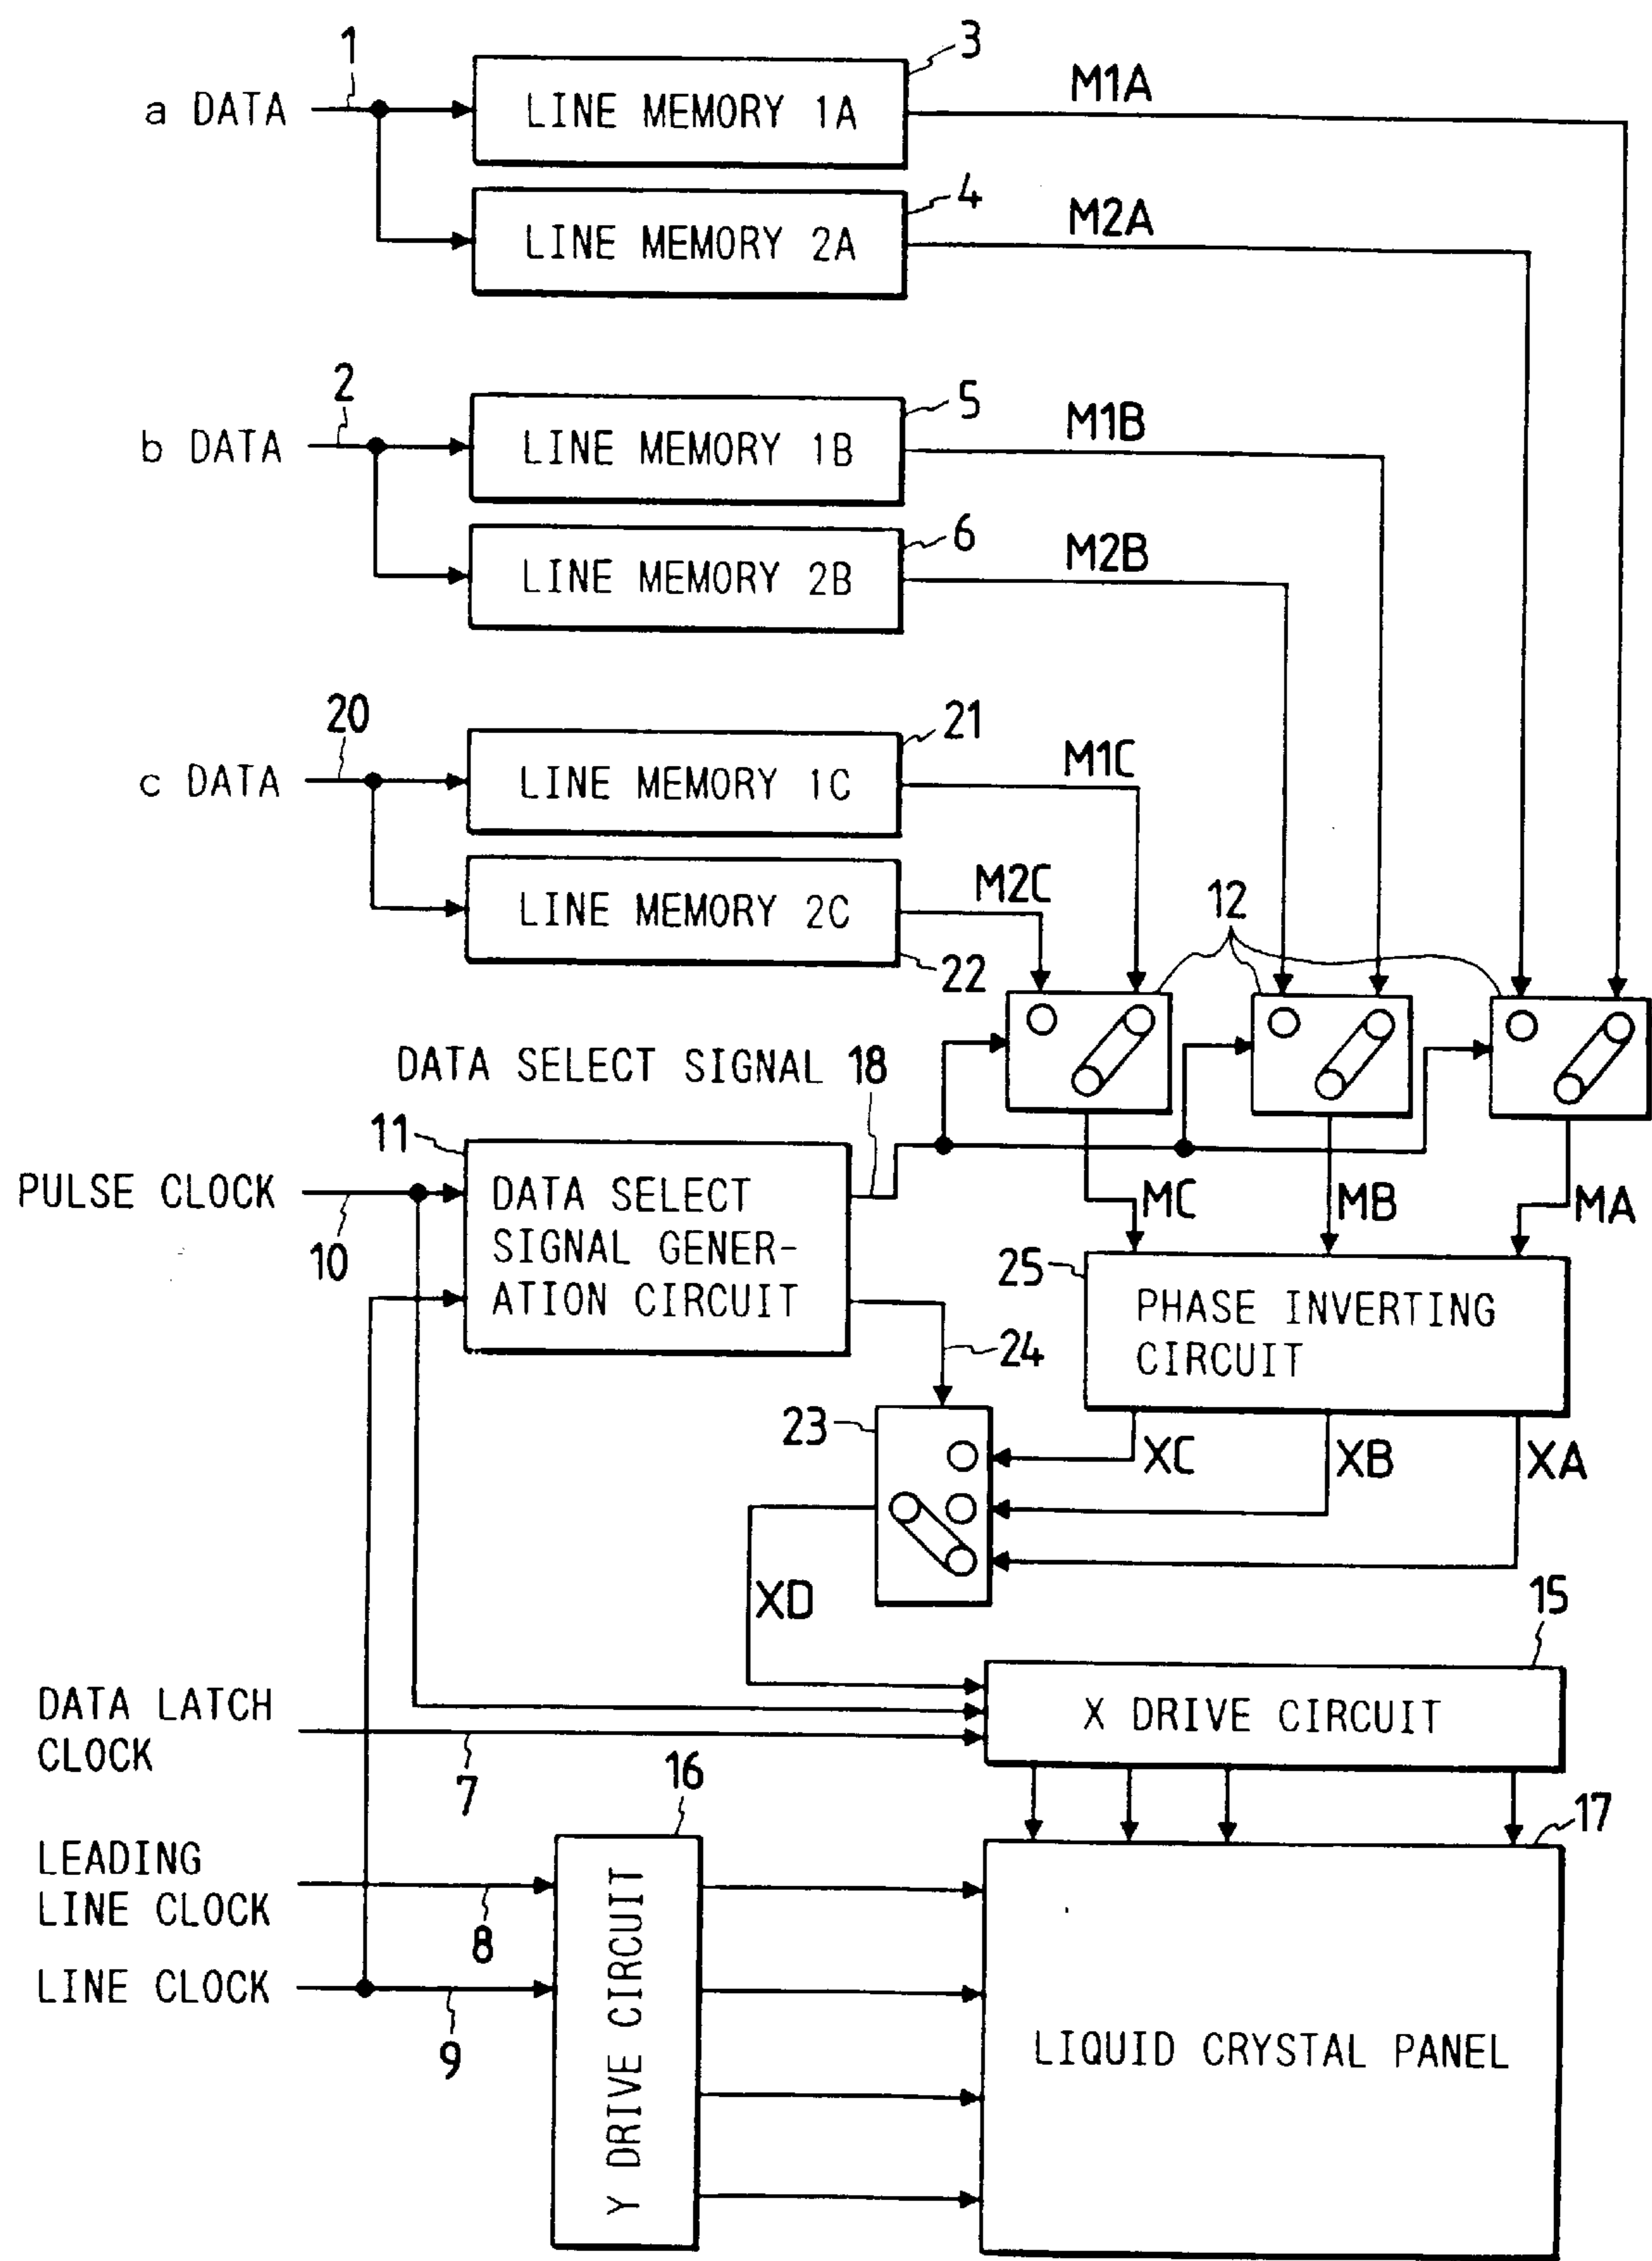 1
3
a DATA
LINE MEMORY 1A
M1A
4
LINE MEMORY 2A
M2A
2
5
b DATA
LINE MEMORY 1B
M1B
6
LINE MEMORY 2B
M2B
20
21
c DATA
LINE MEMORY 1C
M1C
LINE MEMORY 2C
M2C
22
12
DATA SELECT SIGNAL 18
11
PULSE CLOCK
10
DATA SELECT
SIGNAL GENER-
ATION CIRCUIT
MC
MB
MA
25
PHASE INVERTING
CIRCUIT
24
23
XC
XB
XA
XD
15
DATA LATCH
CLOCK
7
X DRIVE CIRCUIT
16
17
LEADING
LINE CLOCK
8
LINE CLOCK
9
Y DRIVE CIRCUIT
LIQUID CRYSTAL PANEL